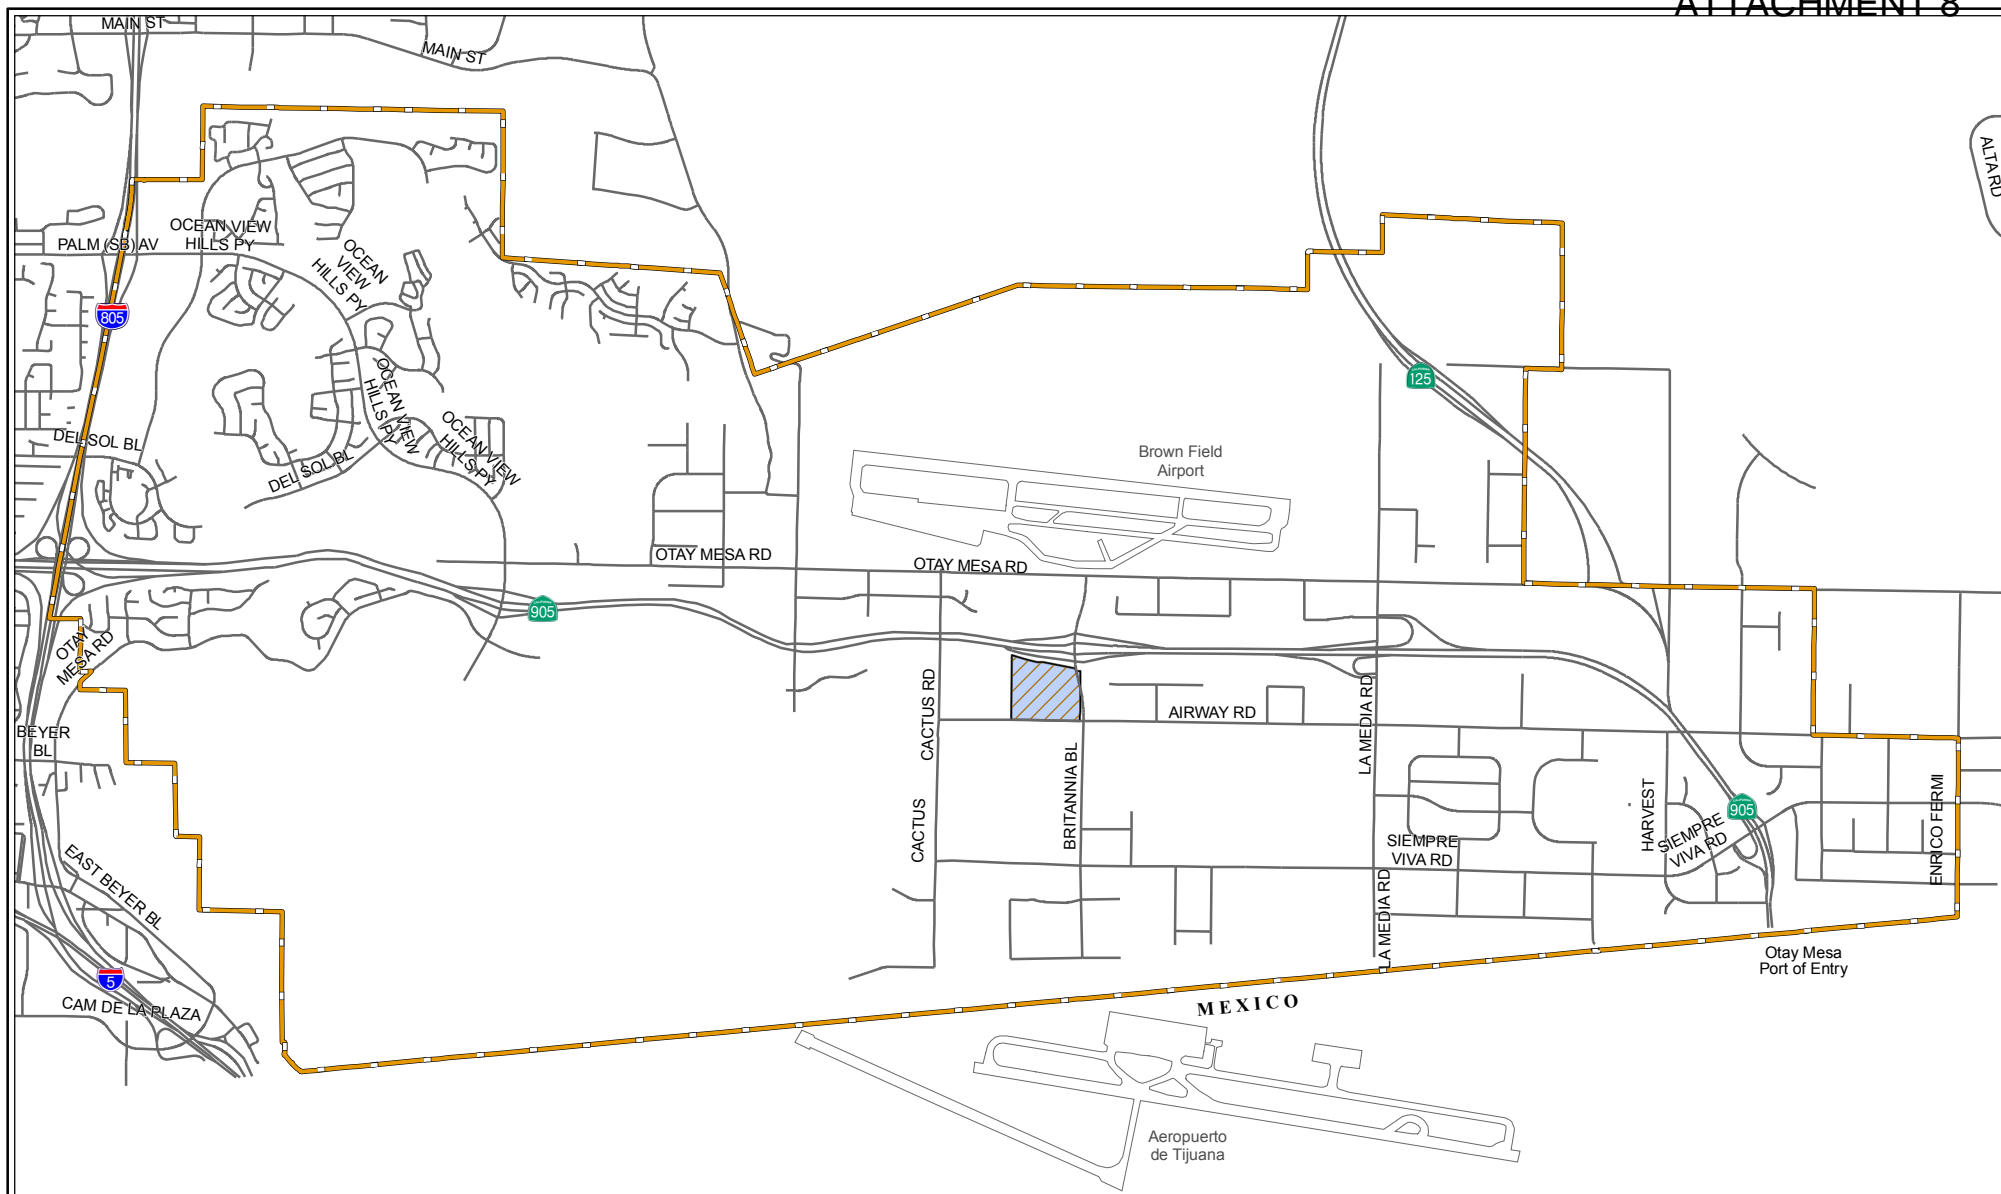 ATTACHMENT 8
MAIN ST
MAIN ST
ALTA RD
OCEAN VIEW
HILLS PY
PALM (SB) AV
OCEAN
VIEW
HILLS PY
805
125
OCEAN VIEW
HILLS PY
OCEAN VIEW
HILLS PY
DEL SOL BL
DEL SOL BL
Brown Field
Airport
OTAY MESA RD
OTAY MESA RD
905
OTAY
MESA RD
CACTUS RD
LA MEDIA RD
AIRWAY RD
BEYER
BL
BRITANNIA BL
CACTUS
HARVEST
905
SIEMPRE
VIVA RD
SIEMPRE
VIVA RD
ENRICO FERMI
EAST BEYER BL
LA MEDIA RD
5
CAM DE LA PLAZA
Otay Mesa
Port of Entry
MEXICO
Aeropuerto
de Tijuana